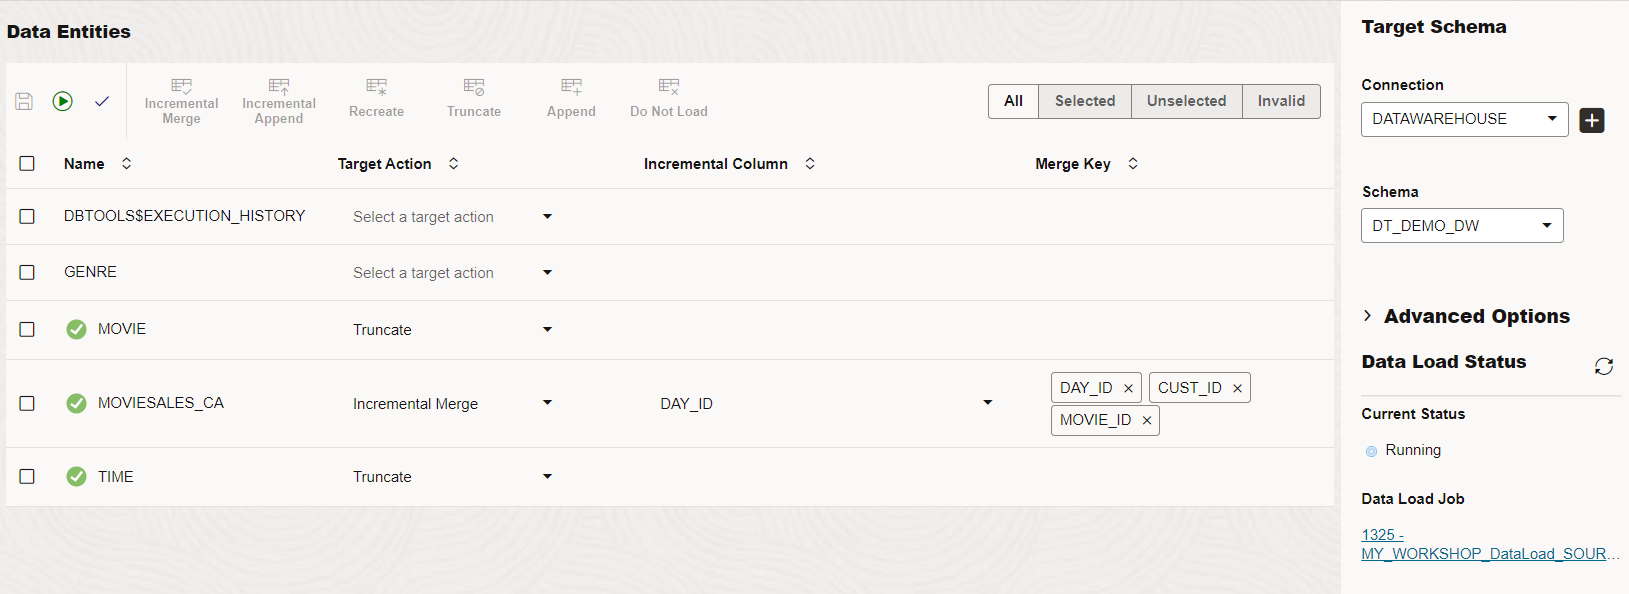 Data Entities
Incremental
Merge
Incremental
Append
Recreate
Truncate
Append
Do Not Load
All
Selected
Unselected
Invalid
Name
Target Action
Incremental Column
Merge Key
DBTOOLS$EXECUTION_HISTORY
Select a target action
GENRE
Select a target action
MOVIE
Truncate
MOVIESALES_CA
Incremental Merge
DAY_ID
DAY_ID ×
CUST_ID ×
MOVIE_ID ×
TIME
Truncate
Target Schema
Connection
DATAWAREHOUSE
Schema
DT_DEMO_DW
Advanced Options
Data Load Status
Current Status
Running
Data Load Job
1325 -
MY_WORKSHOP_DataLoad_SOUR...